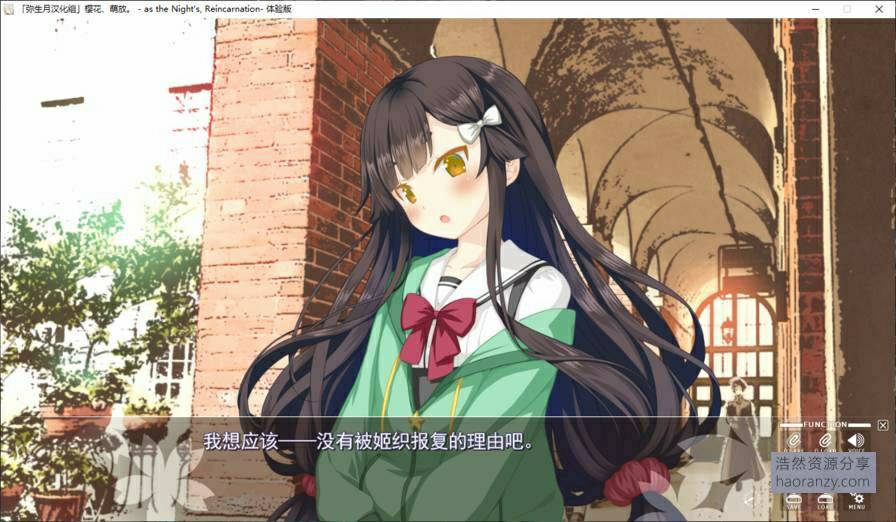 「弥生月汉化组」樱花、萌放。 - as the Night's, Reincarnation- 体验版
我想应该——没有被姬织报复的理由吧。
FUNCTION
VOICE
浩然资源分享
haoranzy.com
SAVE
LOAD
MENU